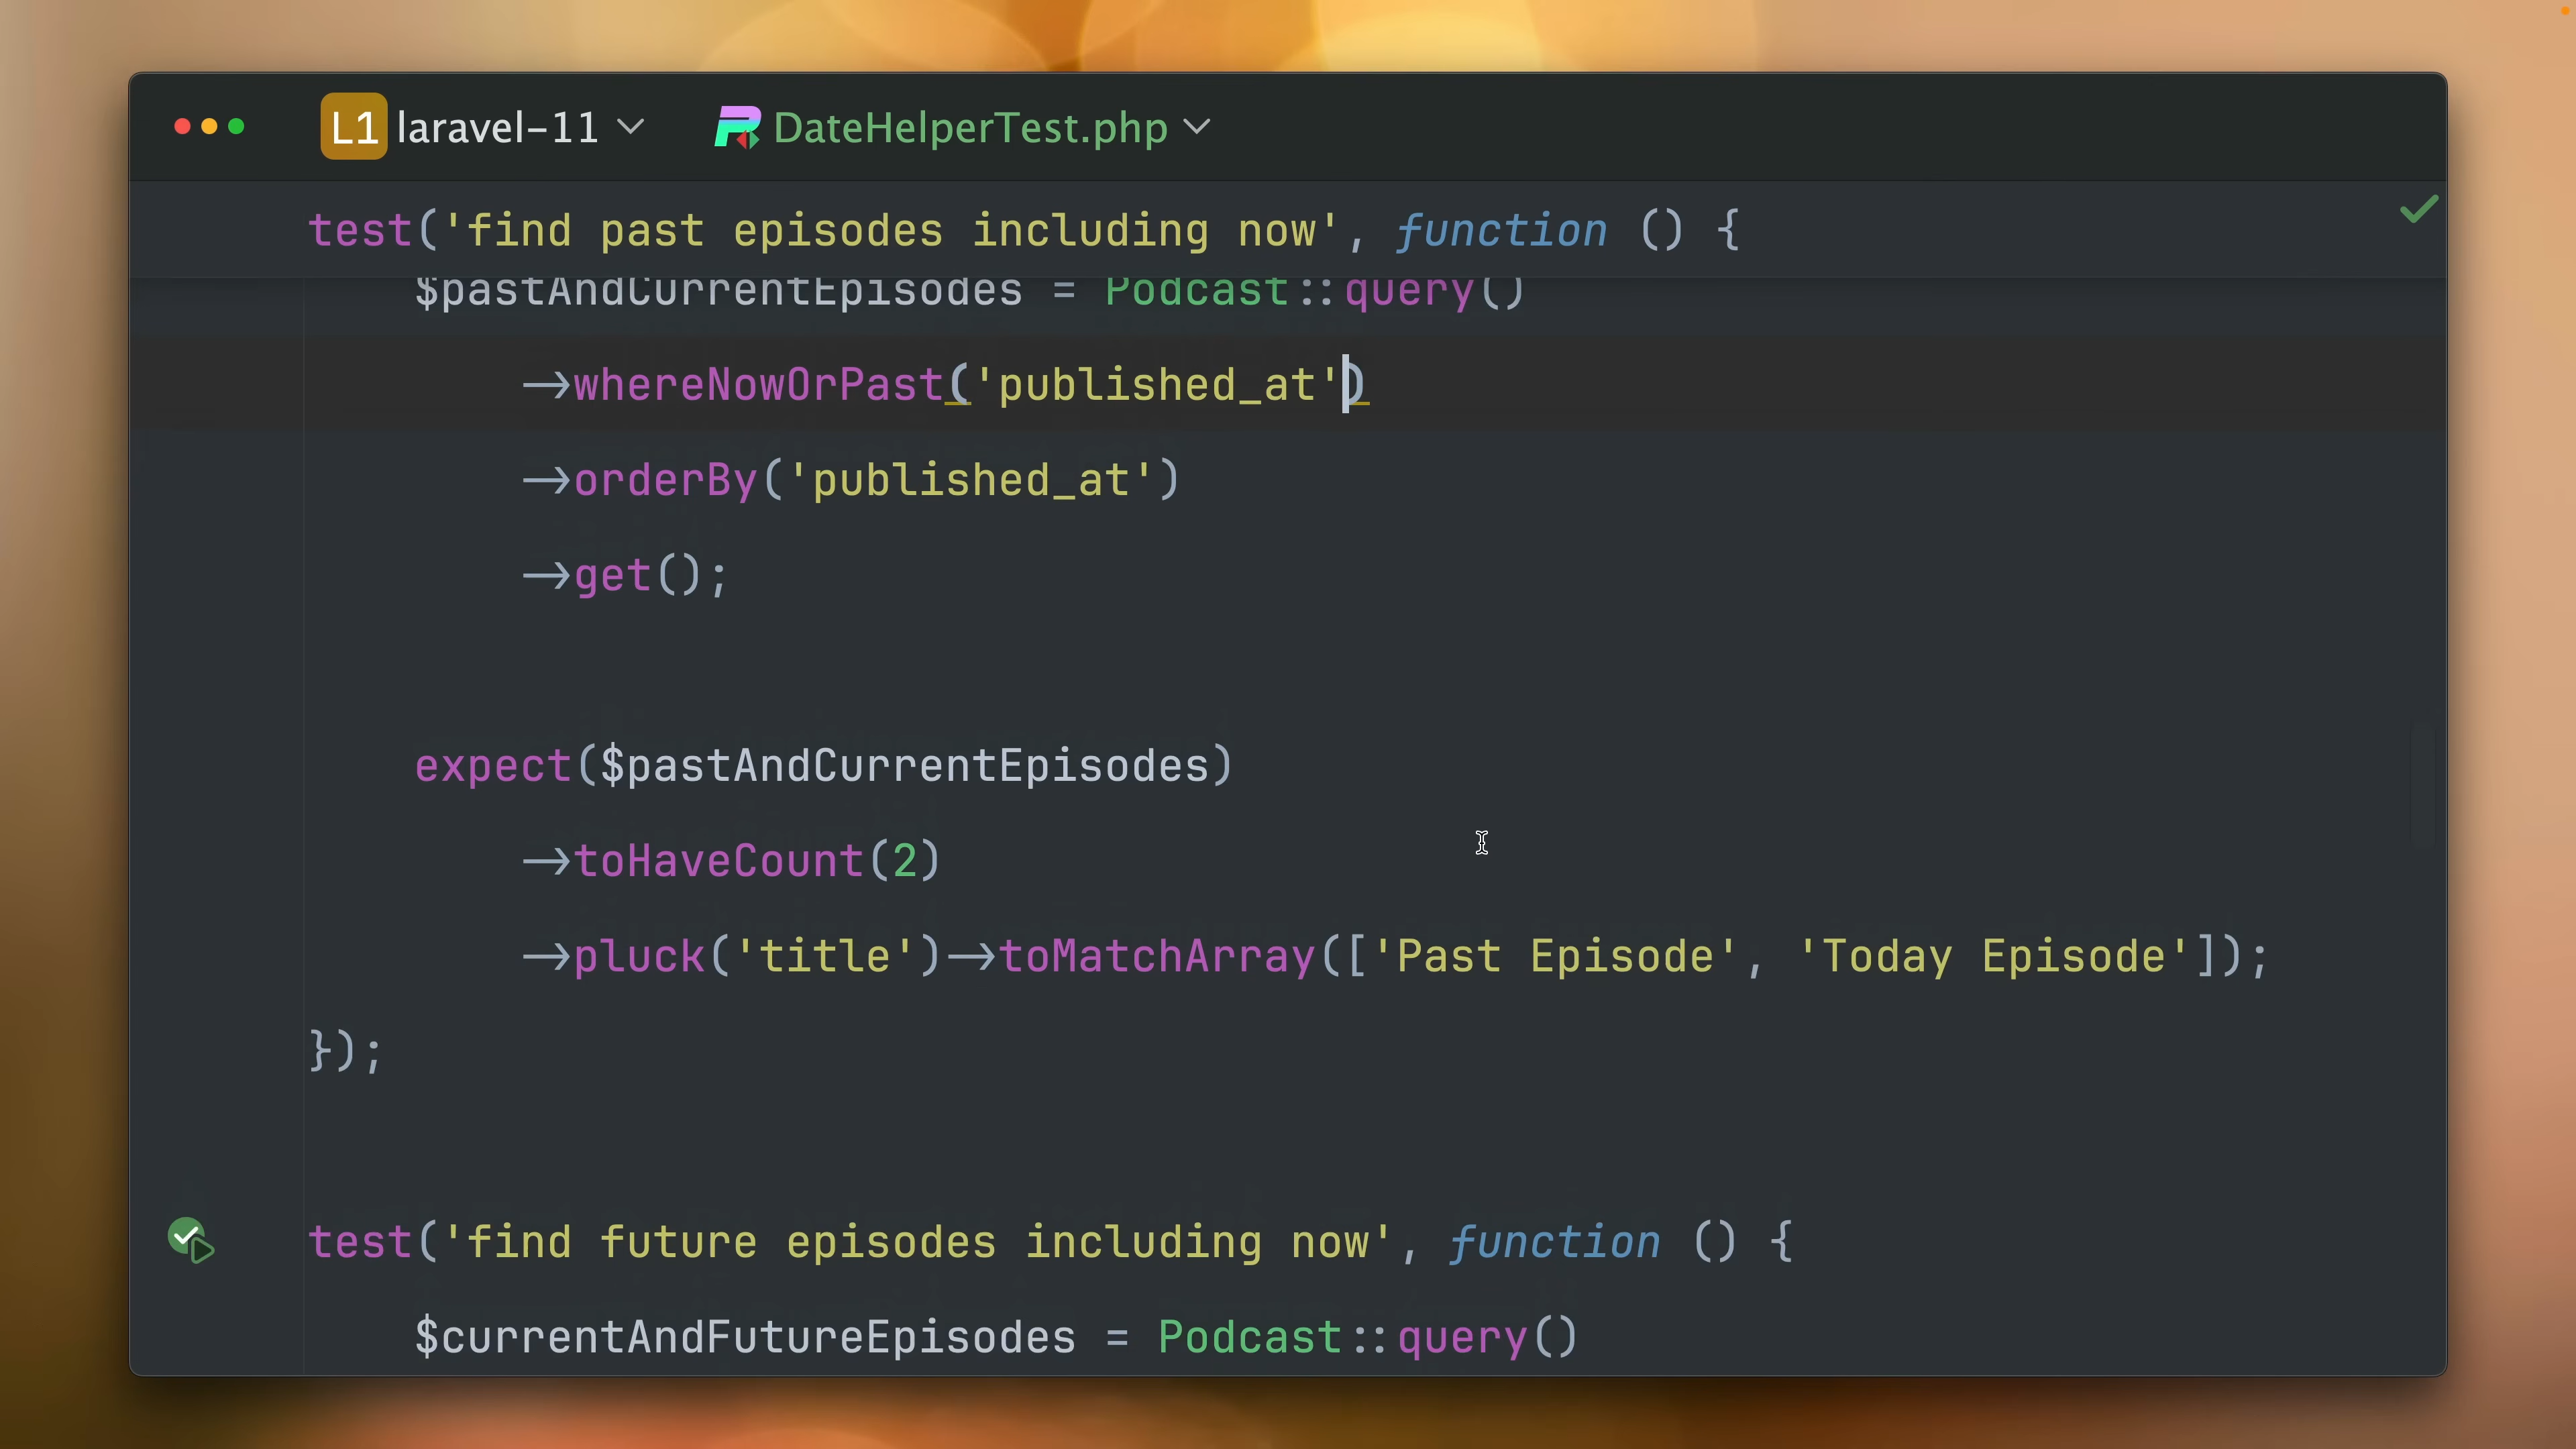 L1 laravel-11 DateHelperTest.php
test('find past episodes including now', function () {
$pastAndCurrentEpisodes = Podcast::query()
->whereNowOrPast('published_at')
->orderBy('published_at')
->get();
expect($pastAndCurrentEpisodes)
->toHaveCount(2)
->pluck('title')->toMatchArray(['Past Episode', 'Today Episode']);
});
test('find future episodes including now', function () {
$currentAndFutureEpisodes = Podcast::query()